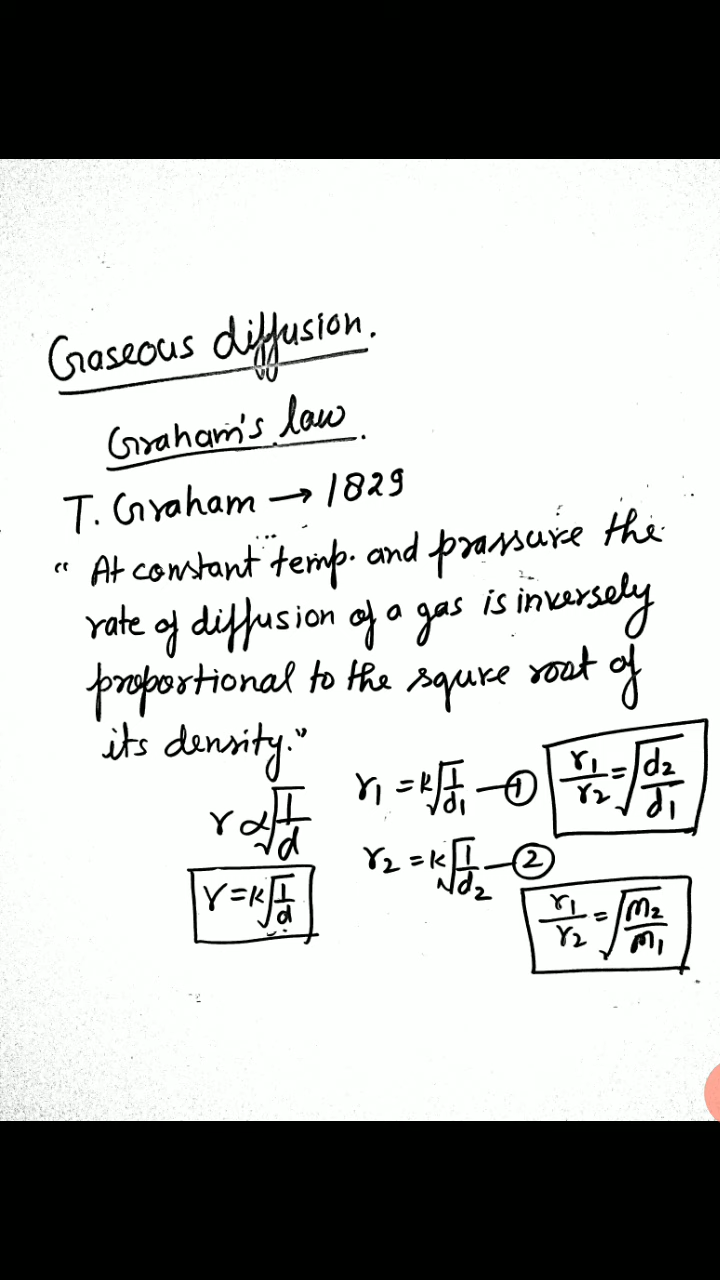 Gaseous diffusion.
Graham's law.
T. Graham → 1829
“ At constant temp. and prassure the
rate of diffusion of a gas is inversely
proportional to the squre root of
its density.”
r ∝ √(1/d)
r = k√(1/d)
r₁ = k√(1/d₁) — ①
r₂ = k√(1/d₂) — ②
r₁/r₂ = √(d₂/d₁)
r₁/r₂ = √(m₂/m₁)